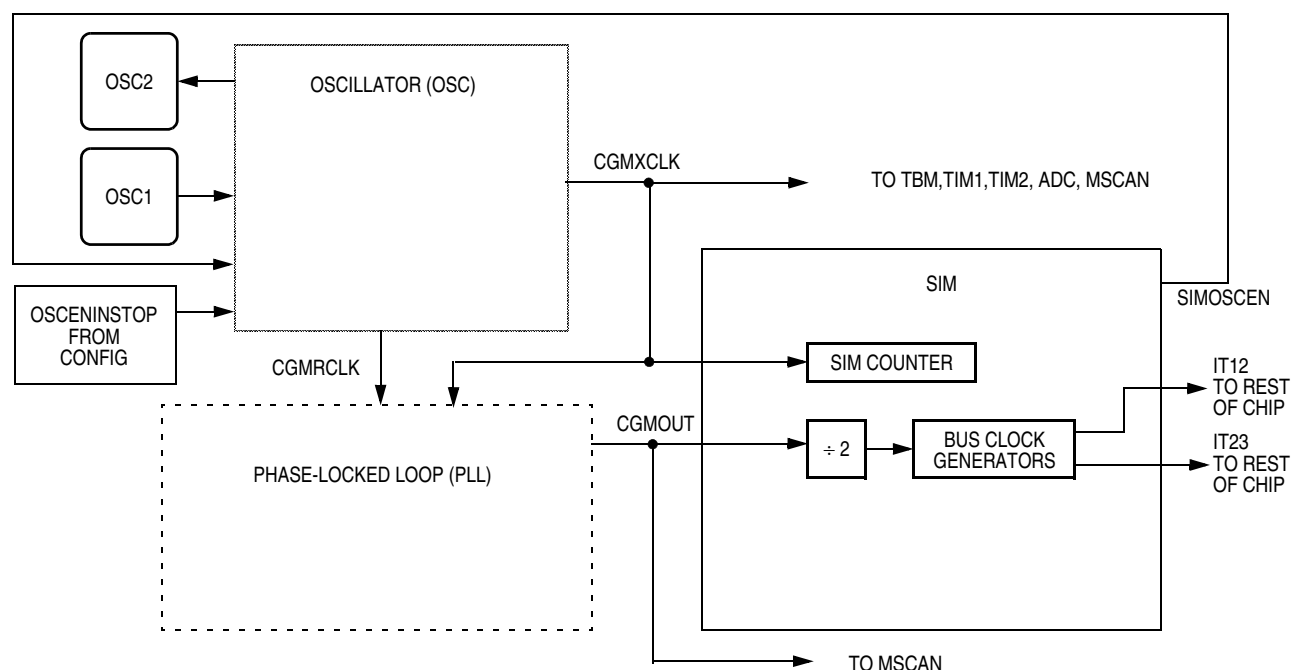 OSC2
OSCILLATOR (OSC)
OSC1
CGMXCLK
TO TBM,TIM1,TIM2, ADC, MSCAN
SIM
SIMOSCEN
OSCENINSTOP
FROM
CONFIG
CGMRCLK
SIM COUNTER
IT12
TO REST
OF CHIP
CGMOUT
÷ 2
BUS CLOCK
GENERATORS
IT23
TO REST
OF CHIP
PHASE-LOCKED LOOP (PLL)
TO MSCAN